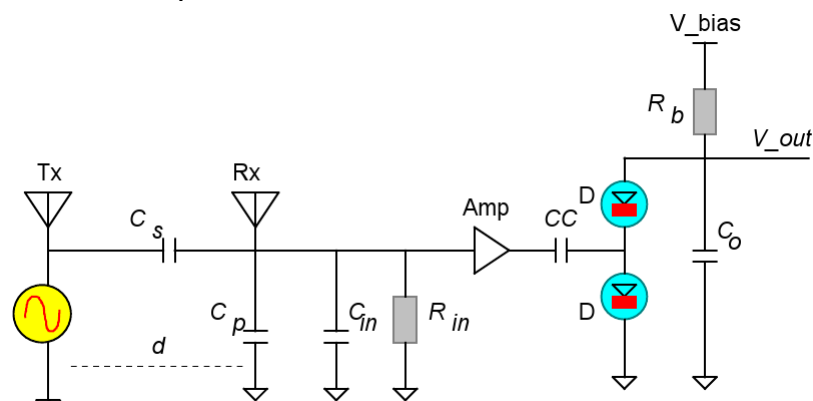 V_bias
R b
V_out
Tx
Rx
D
Amp
CC
C s
C o
C p
C in
R in
D
d